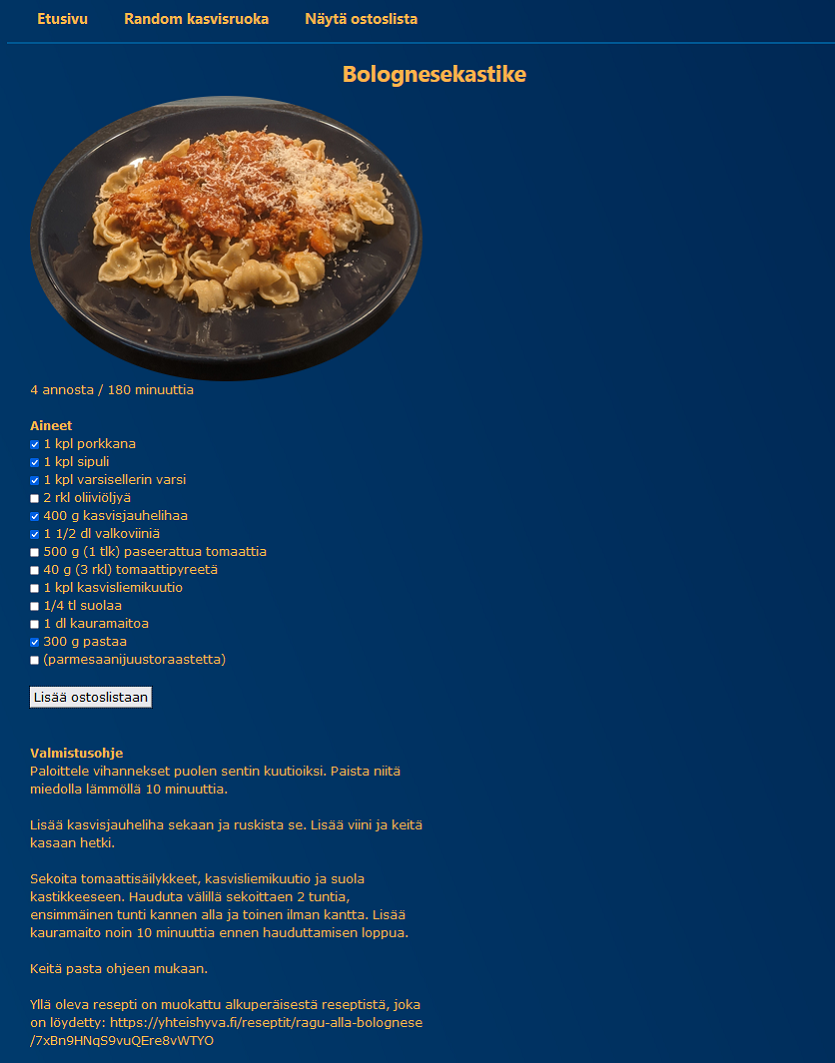 Etusivu Random kasvisruoka Näytä ostoslista
Bolognesekastike
4 annosta / 180 minuuttia
Aineet
1 kpl porkkana
1 kpl sipuli
1 kpl varsisellerin varsi
2 rkl oliiviöljyä
400 g kasvisjauhelihaa
1 1/2 dl valkoviiniä
500 g (1 tlk) paseerattua tomaattia
40 g (3 rkl) tomaattipyreetä
1 kpl kasvisliemikuutio
1/4 tl suolaa
1 dl kauramaitoa
300 g pastaa
(parmesaanijuustoraastetta)
Lisää ostoslistaan
Valmistusohje
Paloittele vihannekset puolen sentin kuutioiksi. Paista niitä
miedolla lämmöllä 10 minuuttia.
Lisää kasvisjauheliha sekaan ja ruskista se. Lisää viini ja keitä
kasaan hetki.
Sekoita tomaattisäilykkeet, kasvisliemikuutio ja suola
kastikkeeseen. Hauduta välillä sekoittaen 2 tuntia,
ensimmäinen tunti kannen alla ja toinen ilman kantta. Lisää
kauramaito noin 10 minuuttia ennen hauduttamisen loppua.
Keitä pasta ohjeen mukaan.
Yllä oleva resepti on muokattu alkuperäisestä reseptistä, joka
on löydetty: https://yhteishyva.fi/reseptit/ragu-alla-bolognese
/7xBn9HNqS9vuQEre8vWTYO